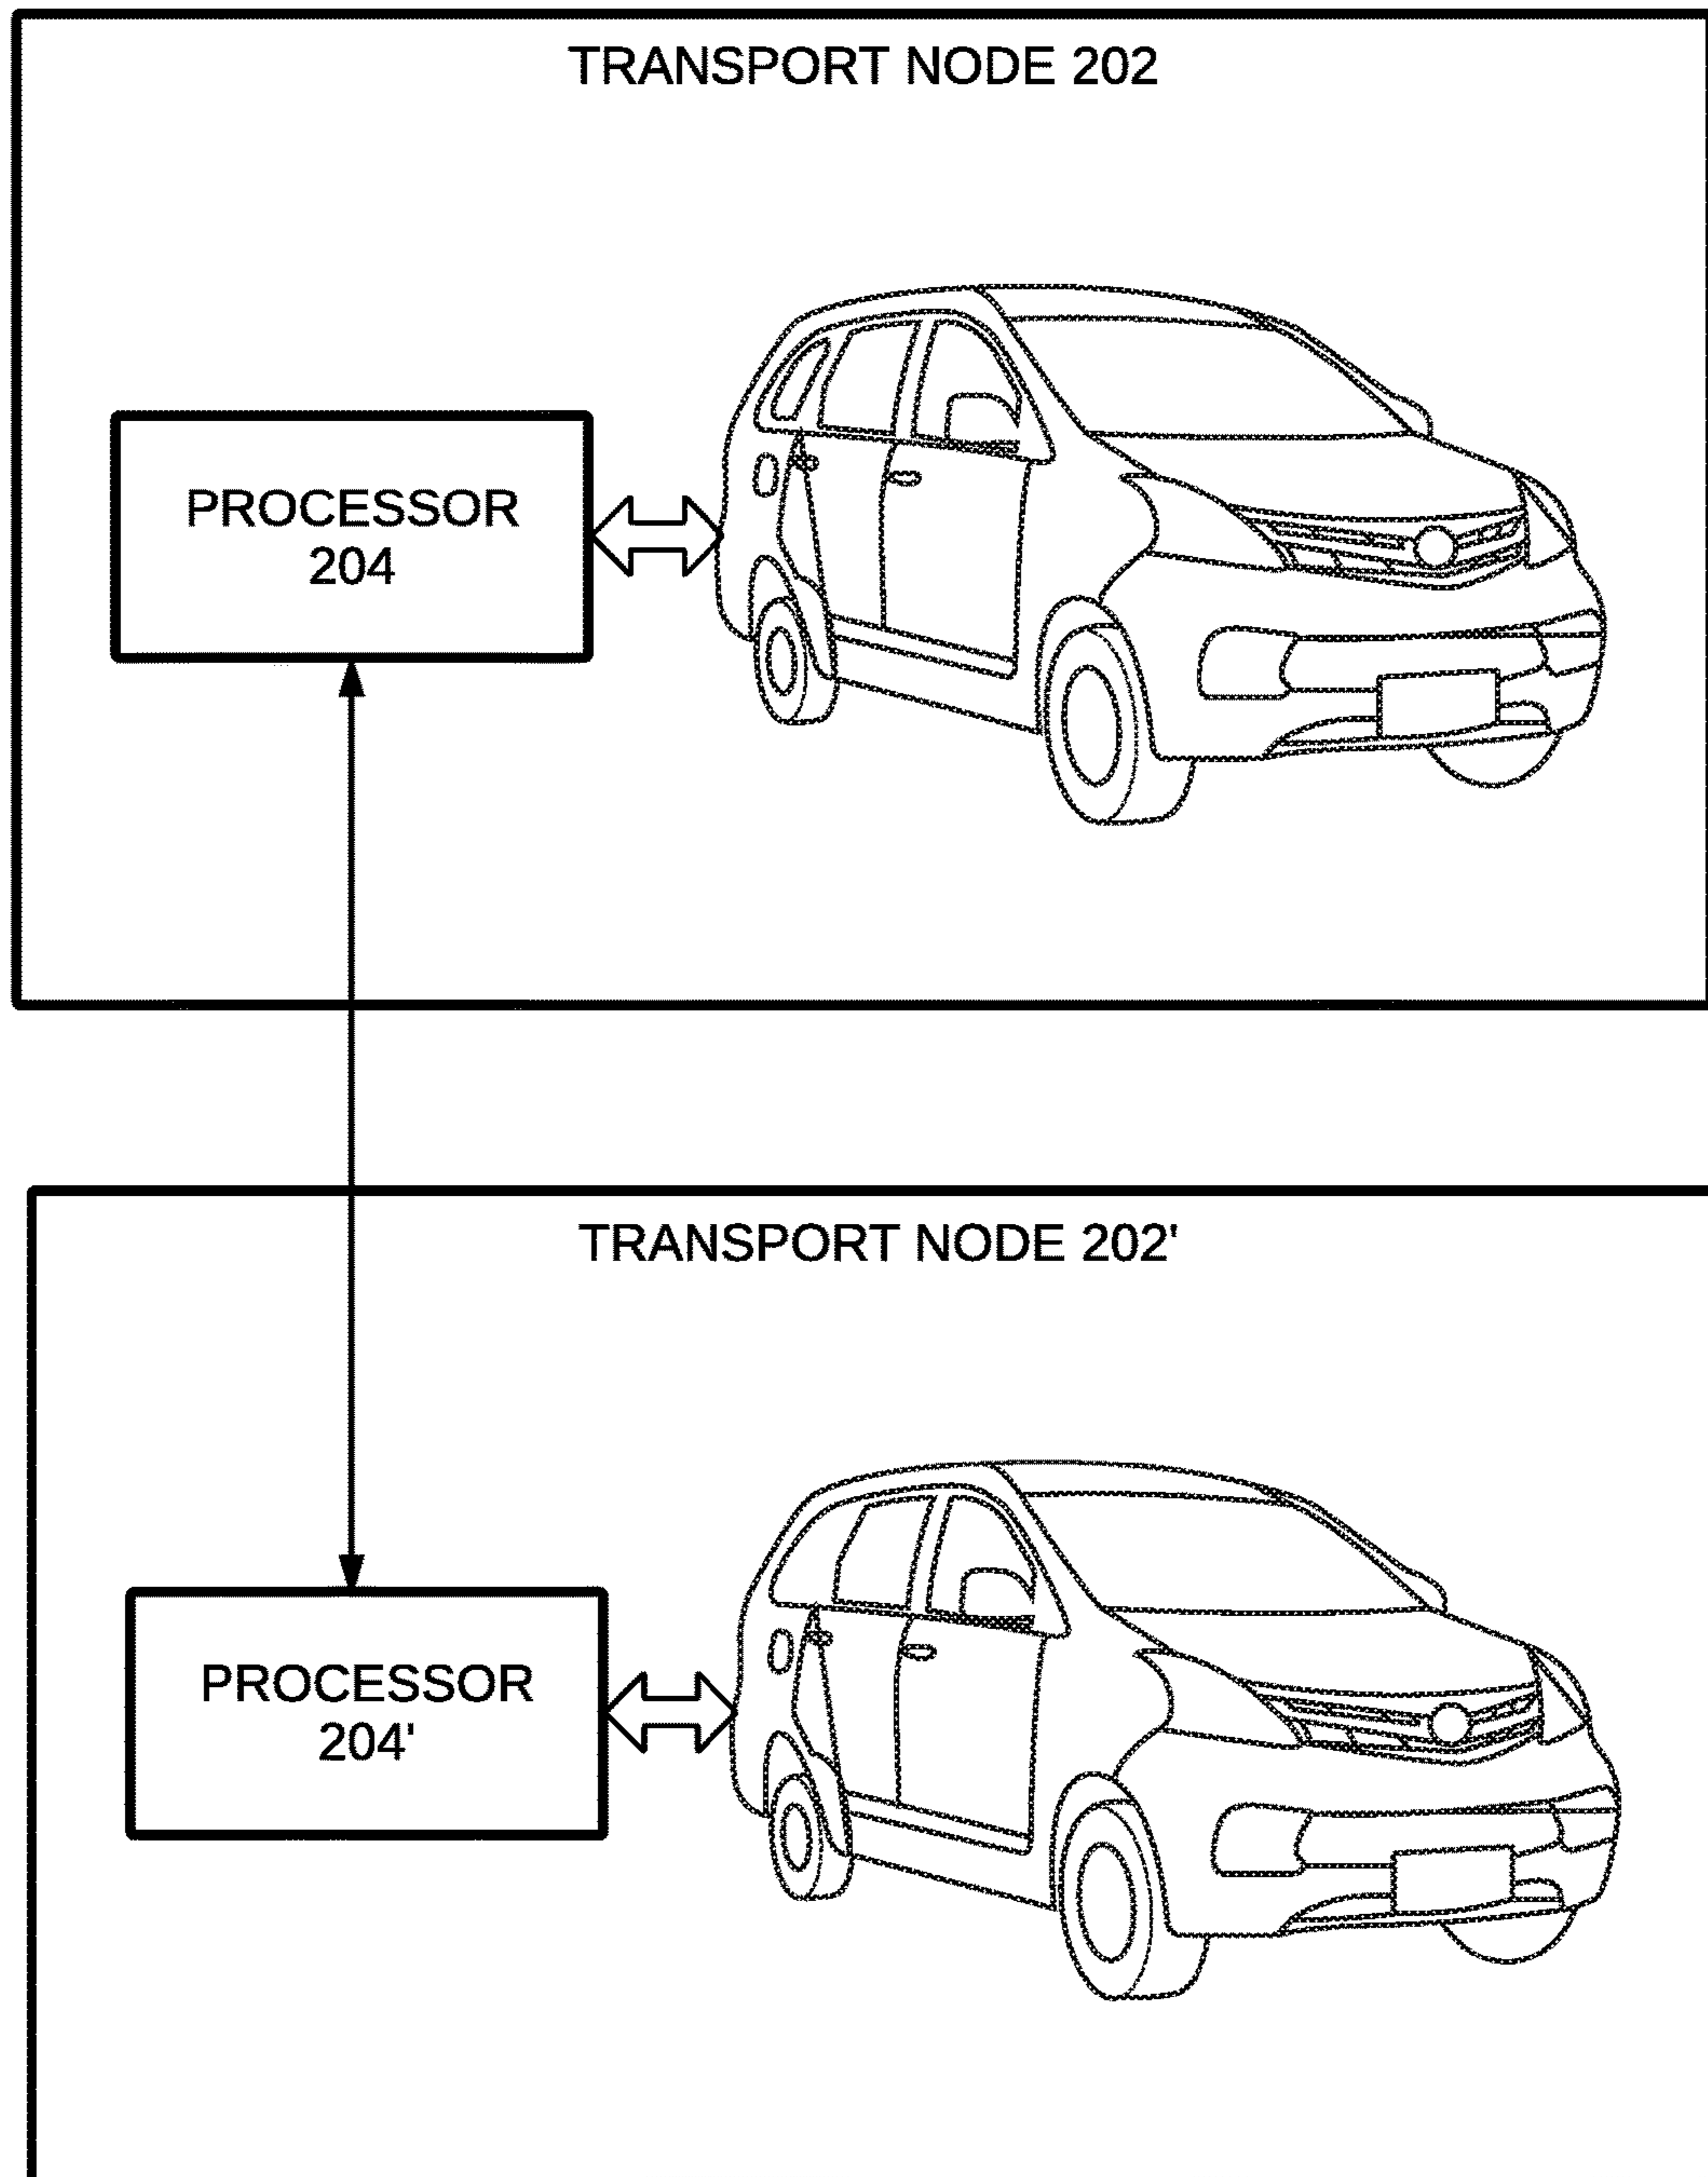 TRANSPORT NODE 202
PROCESSOR
204
TRANSPORT NODE 202'
PROCESSOR
204'